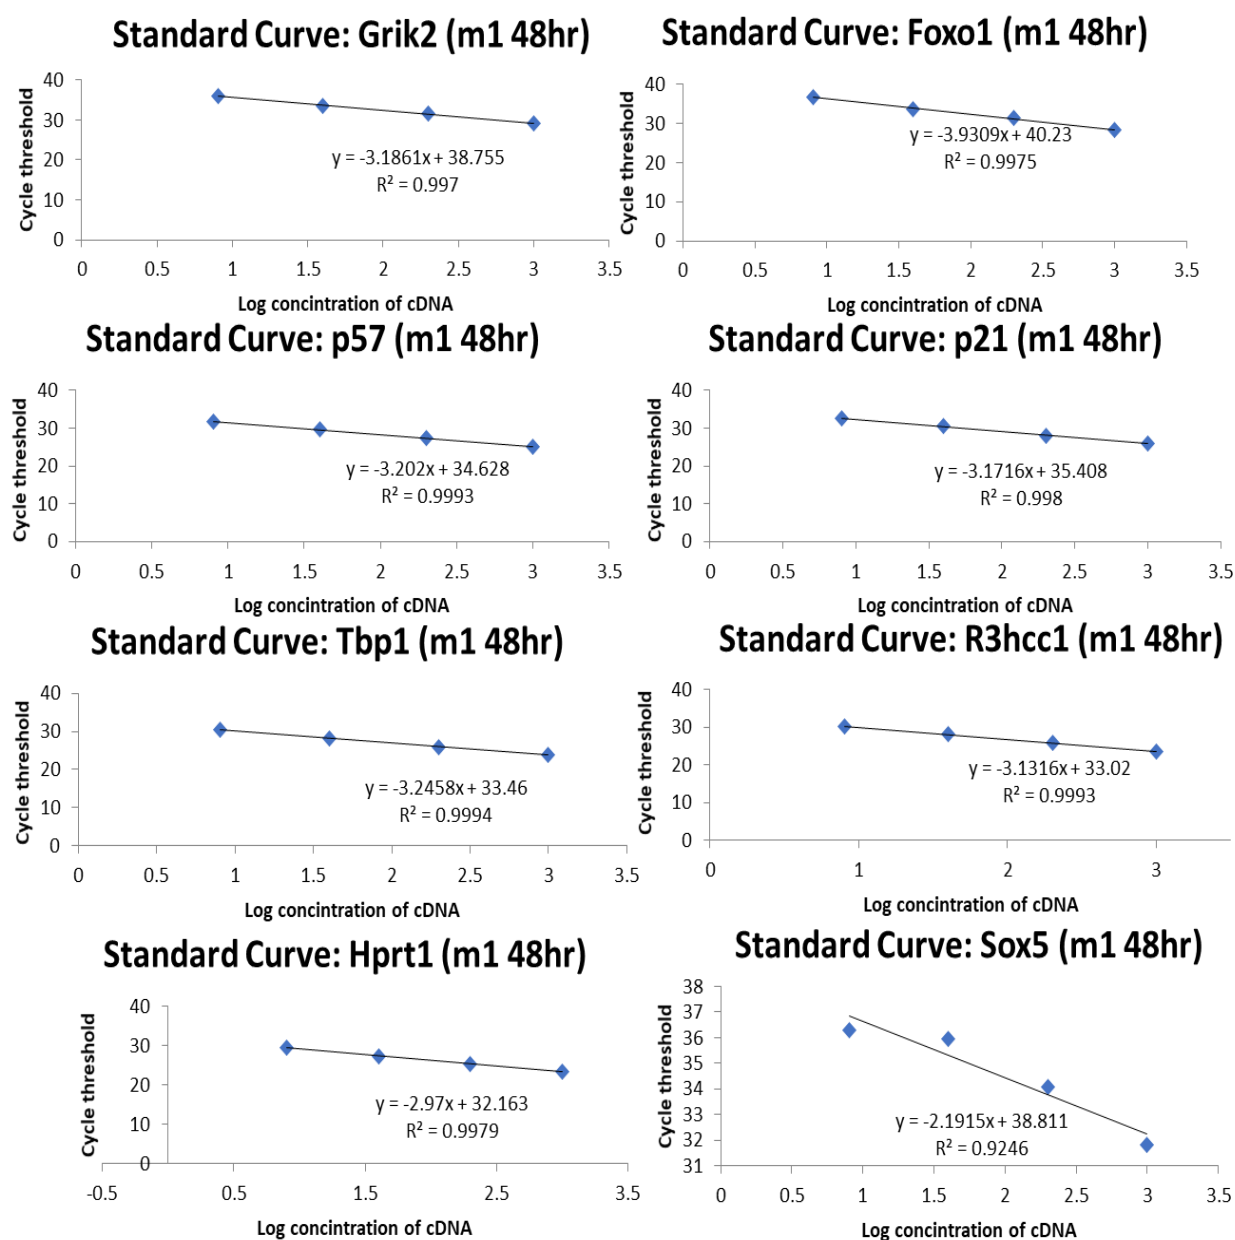 Standard Curve: Grik2 (m1 48hr)
Cycle threshold
40
30
20
10
0
y = -3.1861x + 38.755
R² = 0.997
0 0.5 1 1.5 2 2.5 3 3.5
Log concintration of cDNA
Standard Curve: Foxo1 (m1 48hr)
Cycle threshold
40
30
20
10
0
y = -3.9309x + 40.23
R² = 0.9975
0 0.5 1 1.5 2 2.5 3 3.5
Log concintration of cDNA
Standard Curve: p57 (m1 48hr)
Cycle threshold
40
30
20
10
0
y = -3.202x + 34.628
R² = 0.9993
0 0.5 1 1.5 2 2.5 3 3.5
Log concintration of cDNA
Standard Curve: p21 (m1 48hr)
Cycle threshold
40
30
20
10
0
y = -3.1716x + 35.408
R² = 0.998
0 0.5 1 1.5 2 2.5 3 3.5
Log concintration of cDNA
Standard Curve: Tbp1 (m1 48hr)
Cycle threshold
40
30
20
10
0
y = -3.2458x + 33.46
R² = 0.9994
0 0.5 1 1.5 2 2.5 3 3.5
Log concintration of cDNA
Standard Curve: R3hcc1 (m1 48hr)
Cycle threshold
40
30
20
10
0
y = -3.1316x + 33.02
R² = 0.9993
0 1 2 3
Log concintration of cDNA
Standard Curve: Hprt1 (m1 48hr)
Cycle threshold
40
30
20
10
0
y = -2.97x + 32.163
R² = 0.9979
-0.5 0.5 1.5 2.5 3.5
Log concintration of cDNA
Standard Curve: Sox5 (m1 48hr)
Cycle threshold
38
37
36
35
34
33
32
31
y = -2.1915x + 38.811
R² = 0.9246
0 0.5 1 1.5 2 2.5 3 3.5
Log concintration of cDNA